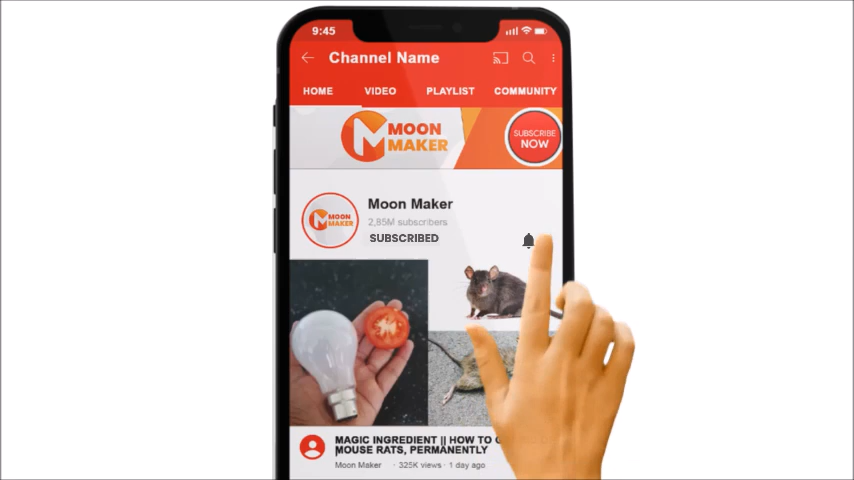 9:45
Channel Name
HOME VIDEO PLAYLIST COMMUNITY
MOON
MAKER
SUBSCRIBE
NOW
MOON
MAKER
Moon Maker
2,85M subscribers
SUBSCRIBED
MAGIC INGREDIENT || HOW TO
MOUSE RATS, PERMANENTLY
Moon Maker · 325K views · 1 day ago